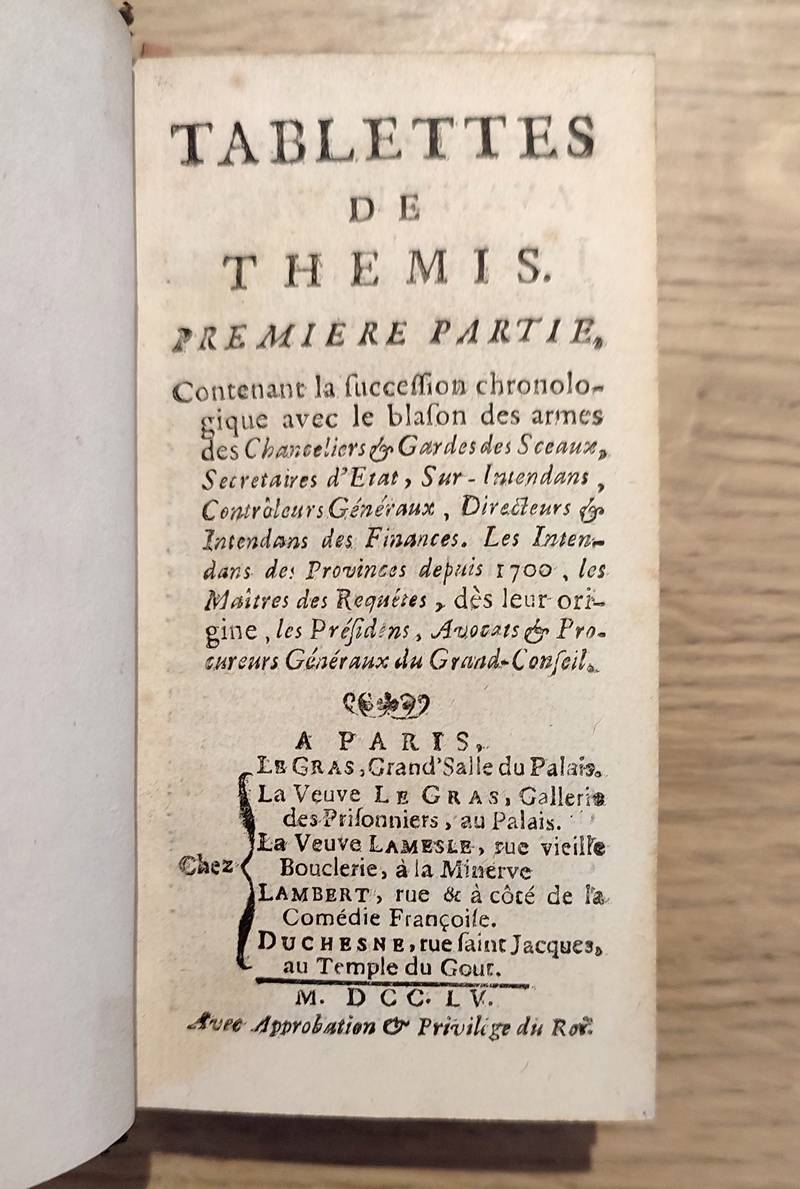 TABLETTES
DE
THEMIS.
PREMIERE PARTIE,
Contenant la ſucceſſion chronolo-
gique avec le blaſon des armes
des Chanceliers & Gardes des Sceaux,
Secretaires d'Etat, Sur-Intendans,
Contrôleurs Généraux, Directeurs &
Intendans des Finances. Les Inten-
dans des Provinces depuis 1700, les
Maîtres des Requêtes, dès leur ori-
gine, les Préſidens, Avocats & Pro-
cureurs Généraux du Grand-Conſeil.
A PARIS,
LE GRAS, Grand'Salle du Palais.
La Veuve LE GRAS, Gallerie
des Priſonniers, au Palais.
La Veuve LAMESLE, rue vieille
Chez Bouclerie, à la Minerve
LAMBERT, rue & à côté de la
Comédie Françoiſe.
DUCHESNE, rue ſaint Jacques,
au Temple du Gout.
M. DCC. LV.
Avec Approbation & Privilége du Roi.